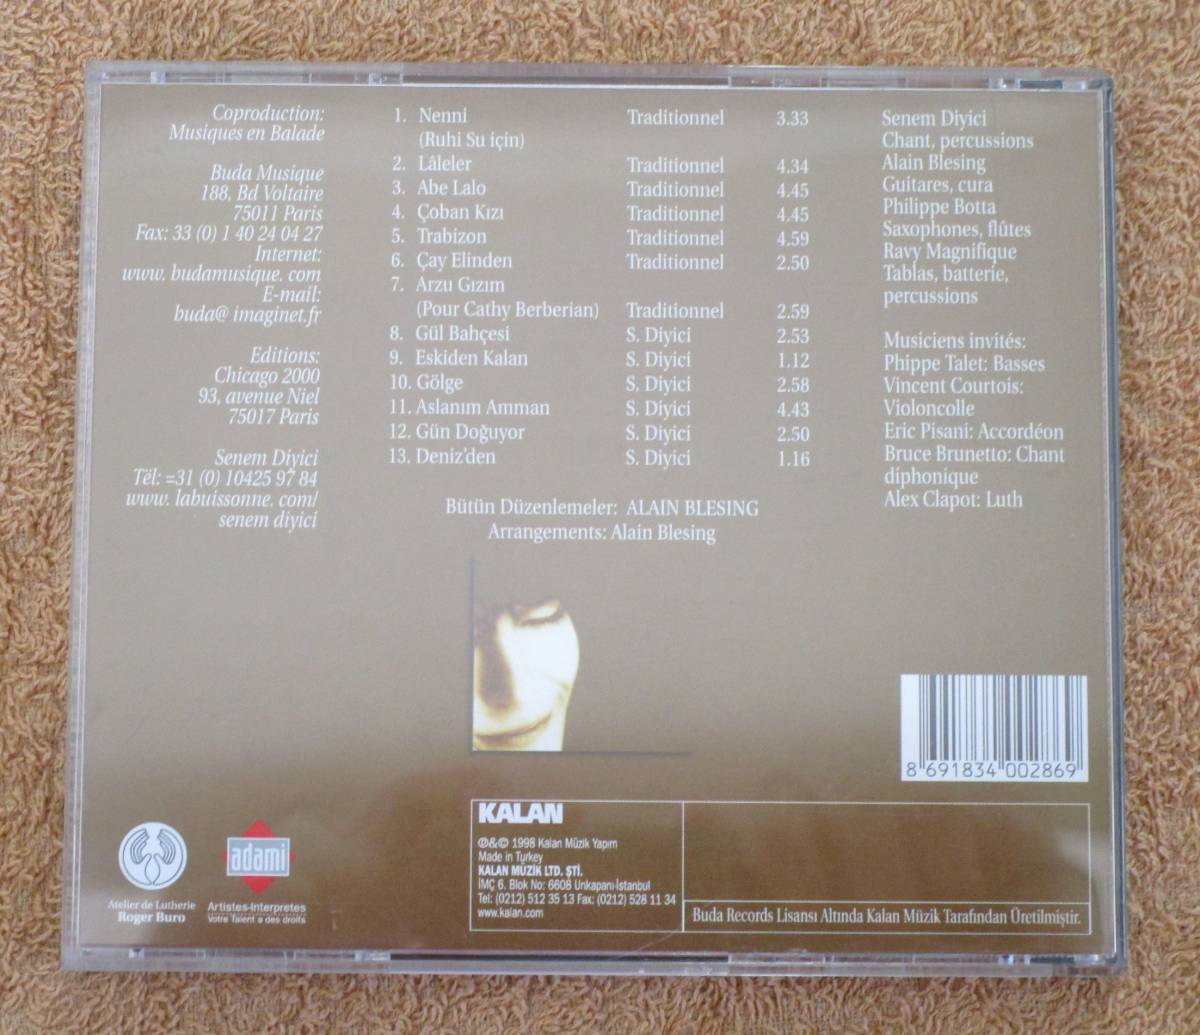 Coproduction:
Musiques en Balade
Buda Musique
188, Bd Voltaire
75011 Paris
Fax: 33 (0) 1 40 24 04 27
Internet:
www. budamusique. com
E-mail:
buda@ imaginet.fr
Editions:
Chicago 2000
93, avenue Niel
75017 Paris
Senem Diyici
Tël: =31 (0) 10425 97 84
www. labuissonne. com/
senem diyici
1. Nenni Traditionnel 3.33
(Ruhi Su için)
2. Lâleler Traditionnel 4.34
3. Abe Lalo Traditionnel 4.45
4. Çoban Kızı Traditionnel 4.45
5. Trabizon Traditionnel 4.59
6. Çay Elinden Traditionnel 2.50
7. Arzu Gızım
(Pour Cathy Berberian) Traditionnel 2.59
8. Gül Bahçesi S. Diyici 2.53
9. Eskiden Kalan S. Diyici 1.12
10. Gölge S. Diyici 2.58
11. Aslanım Amman S. Diyici 4.43
12. Gün Doğuyor S. Diyici 2.50
13. Deniz'den S. Diyici 1.16
Bütün Düzenlemeler: ALAIN BLESING
Arrangements: Alain Blesing
Senem Diyici
Chant, percussions
Alain Blesing
Guitares, cura
Philippe Botta
Saxophones, flûtes
Ravy Magnifique
Tablas, batterie,
percussions
Musiciens invités:
Phippe Talet: Basses
Vincent Courtois:
Violoncolle
Eric Pisani: Accordéon
Bruce Brunetto: Chant
diphonique
Alex Clapot: Luth
8 691834 002869
Atelier de Lutherie
Roger Buro
adami
Artistes-Interpretes
Votre Talent a des droits
KALAN
℗&© 1998 Kalan Müzik Yapım
Made in Turkey
KALAN MÜZİK LTD. ŞTİ.
İMÇ 6. Blok No: 6608 Unkapanı-İstanbul
Tel: (0212) 512 35 13 Fax: (0212) 528 11 34
www.kalan.com
Buda Records Lisansı Altında Kalan Müzik Tarafından Üretilmiştir.